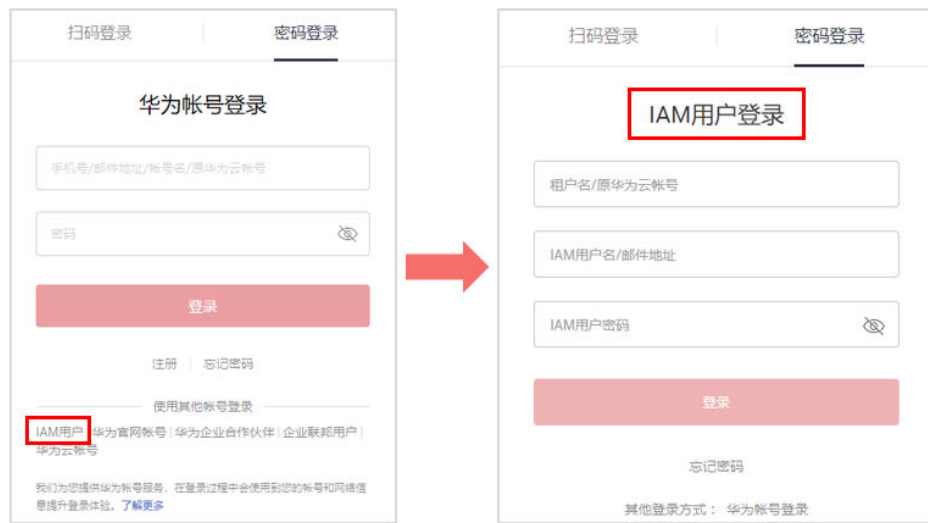 扫码登录
密码登录
华为帐号登录
手机号/邮件地址/帐号名/原华为云帐号
密码
登录
注册
忘记密码
使用其他帐号登录
IAM用户 华为官网帐号 | 华为企业合作伙伴 | 企业联邦用户 |
华为云帐号
我们为您提供华为帐号服务，在登录过程中会使用到您的帐号和网络信
息提升登录体验。了解更多
扫码登录
密码登录
IAM用户登录
租户名/原华为云帐号
IAM用户名/邮件地址
IAM用户密码
登录
忘记密码
其他登录方式： 华为帐号登录